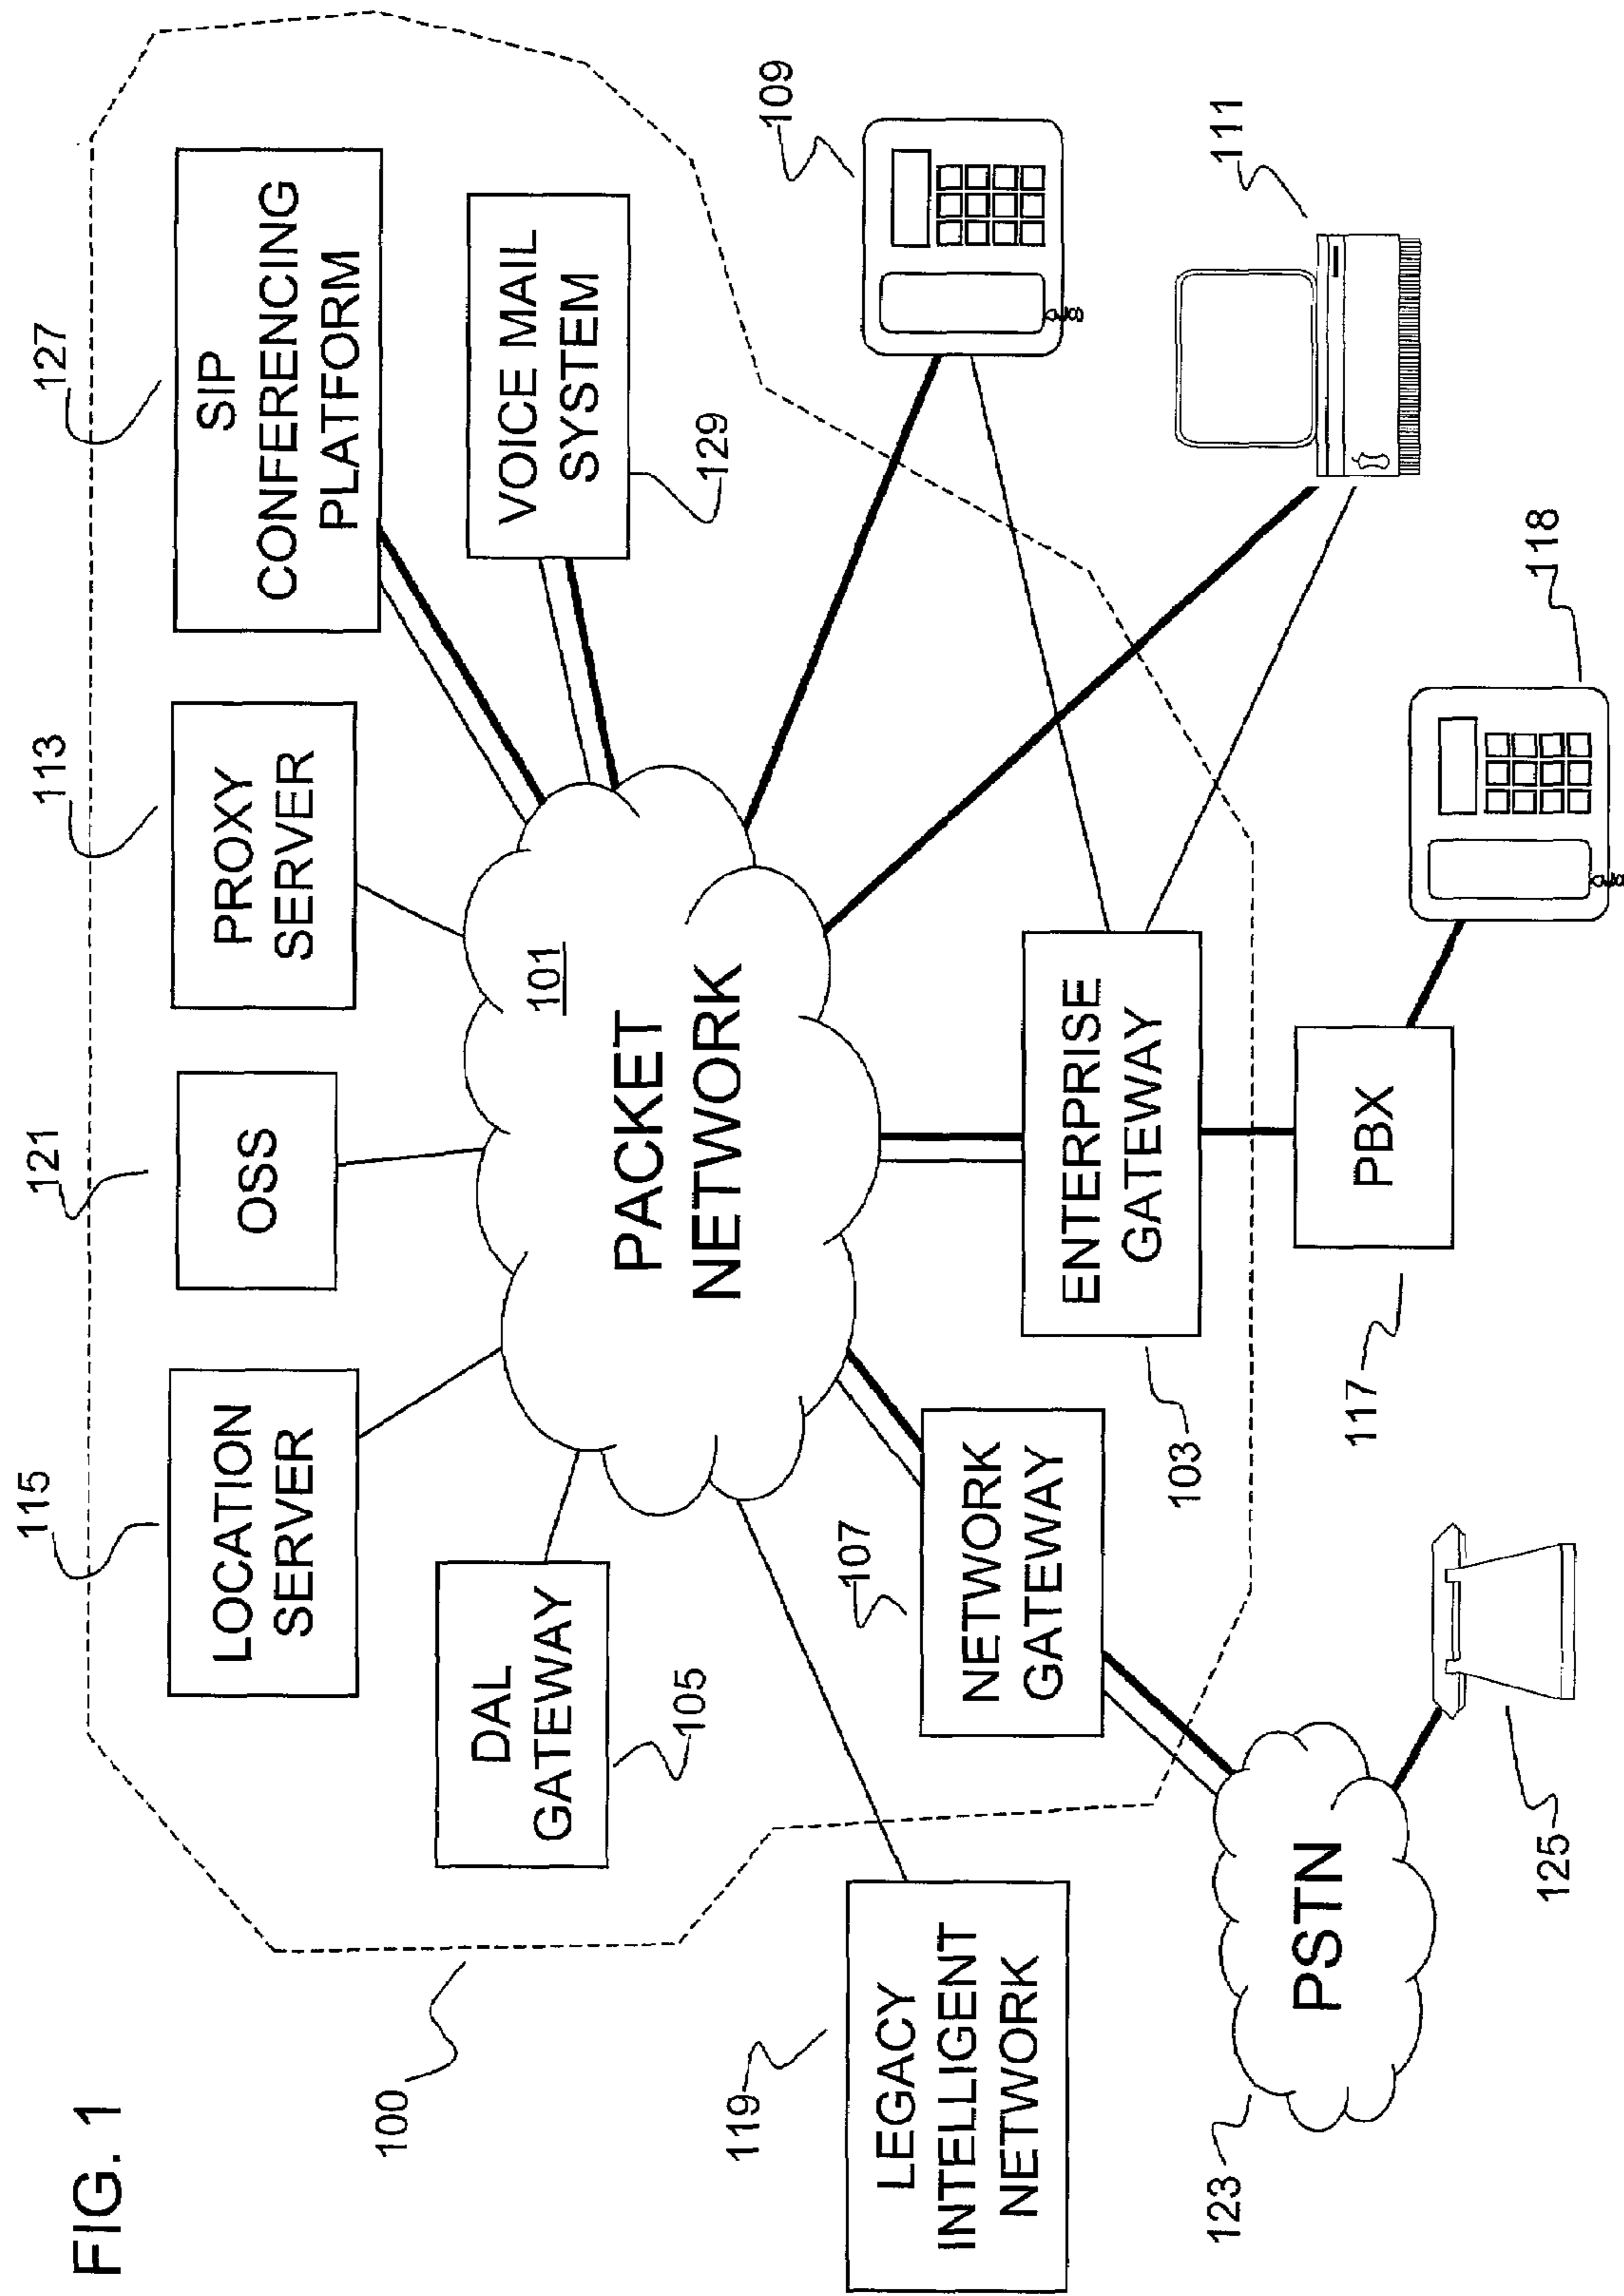 FIG. 1
100
115
LOCATION
SERVER
121
OSS
113
PROXY
SERVER
127
SIP
CONFERENCING
PLATFORM
DAL
GATEWAY
105
VOICE MAIL
SYSTEM
129
101
PACKET
NETWORK
109
119
LEGACY
INTELLIGENT
NETWORK
107
NETWORK
GATEWAY
ENTERPRISE
GATEWAY
103
111
123
PSTN
125
117
PBX
118